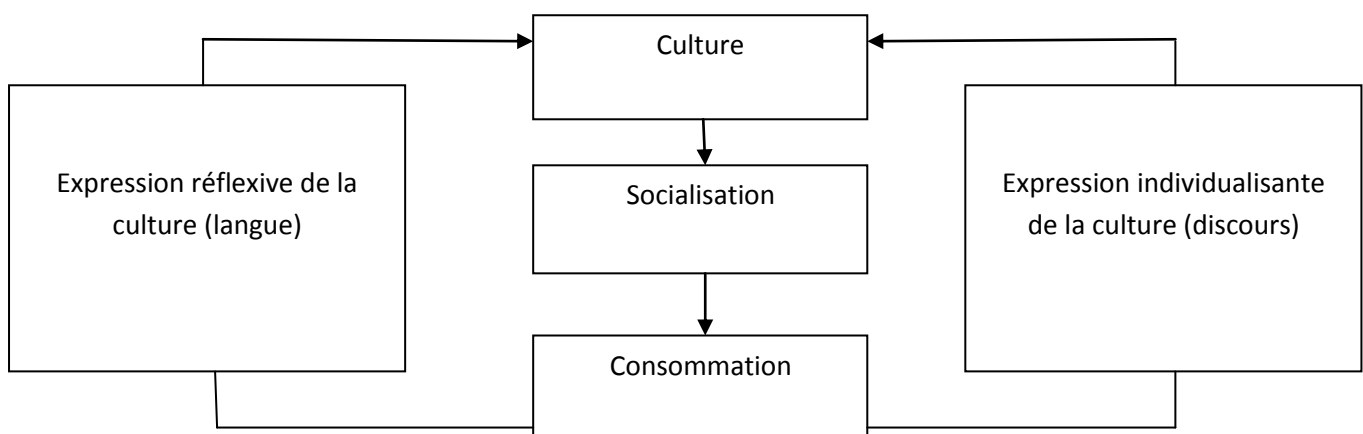 Culture
Expression réflexive de la
culture (langue)
Socialisation
Expression individualisante
de la culture (discours)
Consommation